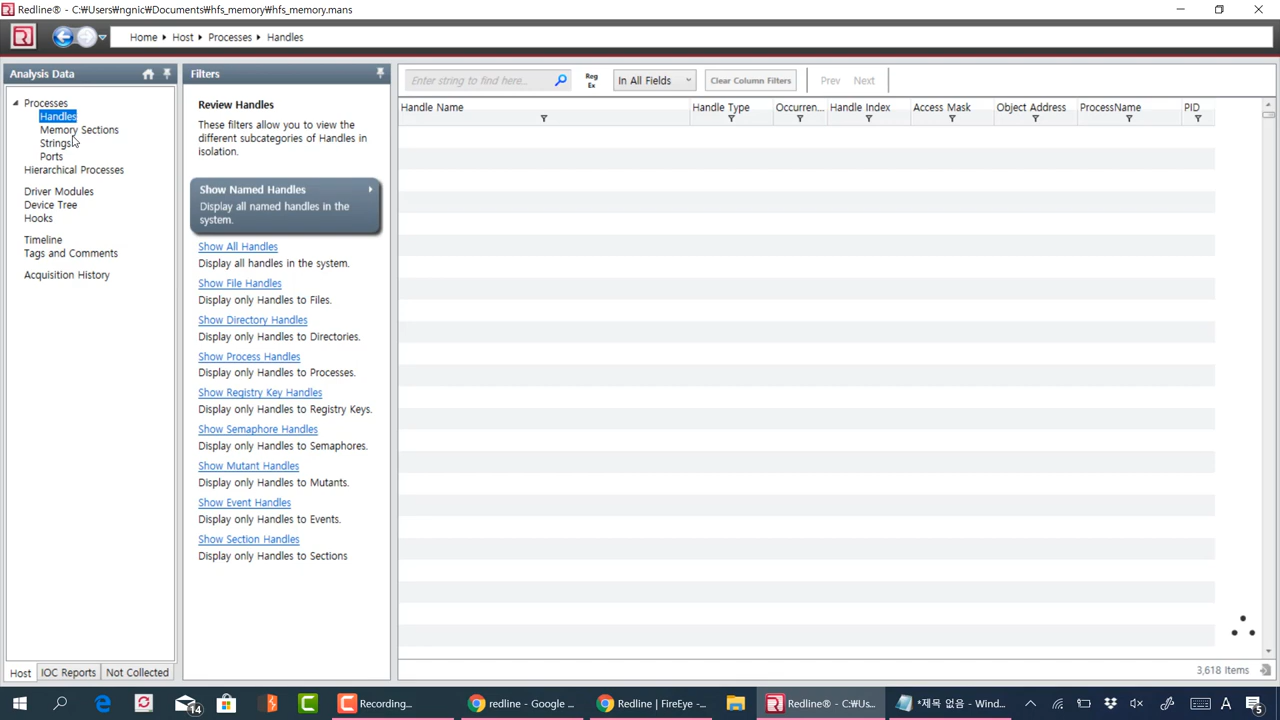 Redline® - C:₩Users₩ngnic₩Documents₩hfs_memory₩hfs_memory.mans
Home Host Processes Handles
Analysis Data
Processes
Handles
Memory Sections
Strings
Ports
Hierarchical Processes
Driver Modules
Device Tree
Hooks
Timeline
Tags and Comments
Acquisition History
Host IOC Reports Not Collected
Filters
Review Handles
These filters allow you to view the
different subcategories of Handles in
isolation.
Show Named Handles
Display all named handles in the
system.
Show All Handles
Display all handles in the system.
Show File Handles
Display only Handles to Files.
Show Directory Handles
Display only Handles to Directories.
Show Process Handles
Display only Handles to Processes.
Show Registry Key Handles
Display only Handles to Registry Keys.
Show Semaphore Handles
Display only Handles to Semaphores.
Show Mutant Handles
Display only Handles to Mutants.
Show Event Handles
Display only Handles to Events.
Show Section Handles
Display only Handles to Sections
Enter string to find here... Reg Ex In All Fields Clear Column Filters Prev Next
Handle Name Handle Type Occurren... Handle Index Access Mask Object Address ProcessName PID
3,618 Items
14 Recording... redline - Google ... Redline | FireEye ... Redline® - C:₩Us... *제목 없음 - Wind... A 5